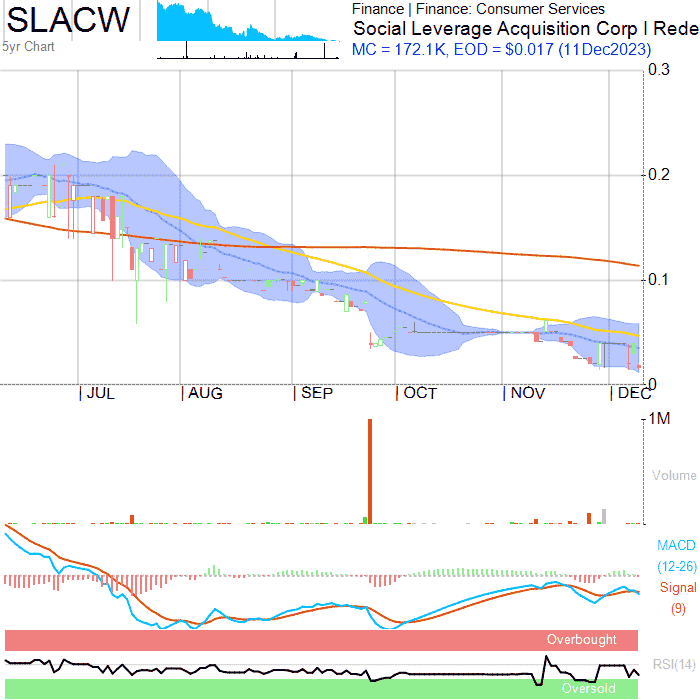 SLACW
5yr Chart
Finance | Finance: Consumer Services
Social Leverage Acquisition Corp I Rede
MC = 172.1K, EOD = $0.017 (11Dec2023)
0.3
0.2
0.1
0
JUL AUG SEP OCT NOV DEC
1M
Volume
MACD
(12-26)
Signal
(9)
Overbought
RSI(14)
Oversold